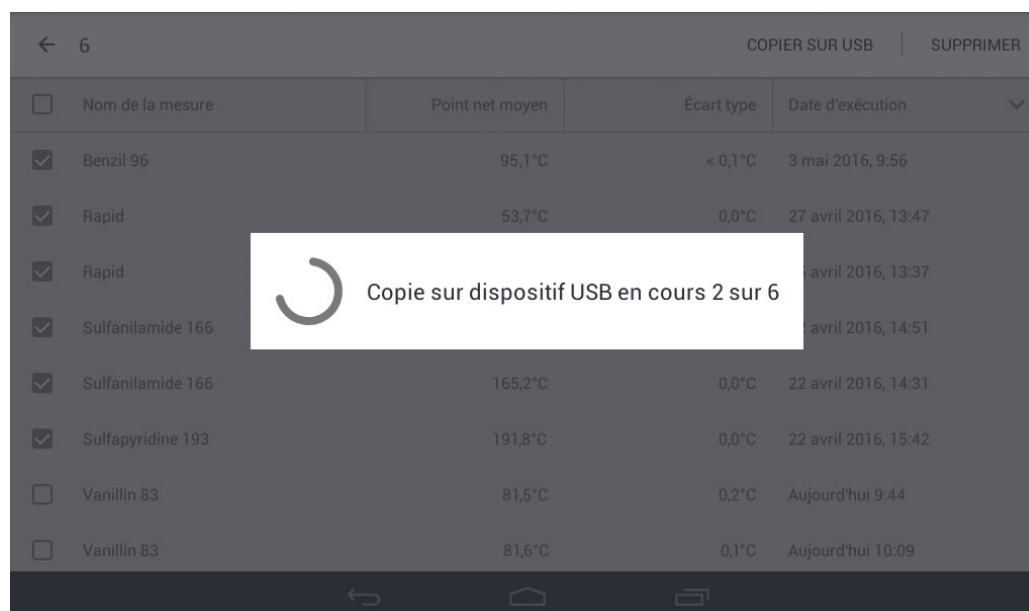 6 COPIER SUR USB SUPPRIMER
Nom de la mesure Point net moyen Écart type Date d'exécution
Benzil 96 95,1°C < 0,1°C 3 mai 2016, 9:56
Rapid 53,7°C 0,0°C 27 avril 2016, 13:47
Rapid avril 2016, 13:37
Copie sur dispositif USB en cours 2 sur 6
Sulfanilamide 166 avril 2016, 14:51
Sulfanilamide 166 165,2°C 0,0°C 22 avril 2016, 14:31
Sulfapyridine 193 191,8°C 0,0°C 22 avril 2016, 15:42
Vanillin 83 81,5°C 0,2°C Aujourd'hui 9:44
Vanillin 83 81,6°C 0,1°C Aujourd'hui 10:09